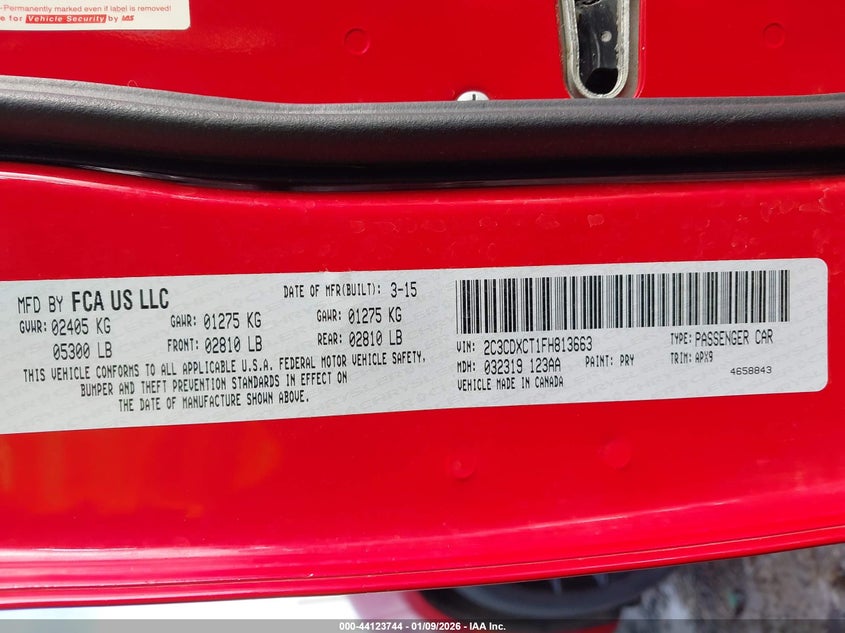 -Permanently marked even if label is removed!
e for Vehicle Security by
MFD BY FCA US LLC
DATE OF MFR(BUILT): 3-15
GVWR: 02405 KG
GAWR: 01275 KG
GAWR: 01275 KG
05300 LB
FRONT: 02810 LB
REAR: 02810 LB
THIS VEHICLE CONFORMS TO ALL APPLICABLE U.S.A. FEDERAL MOTOR VEHICLE SAFETY,
BUMPER AND THEFT PREVENTION STANDARDS IN EFFECT ON
THE DATE OF MANUFACTURE SHOWN ABOVE.
VIN: 2C3CDXCT1FH813663
TYPE: PASSENGER CAR
MDH: 032319 123AA
PAINT: PRY
TRIM: APX9
VEHICLE MADE IN CANADA
4658843
000-44123744 - 01/09/2026 - IAA Inc.